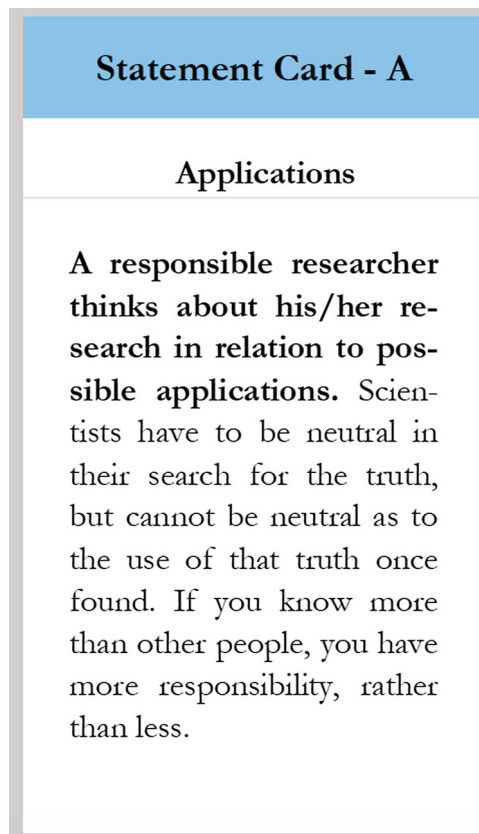 Statement Card - A
Applications
A responsible researcher
thinks about his/her re-
search in relation to pos-
sible applications. Scien-
tists have to be neutral in
their search for the truth,
but cannot be neutral as to
the use of that truth once
found. If you know more
than other people, you have
more responsibility, rather
than less.